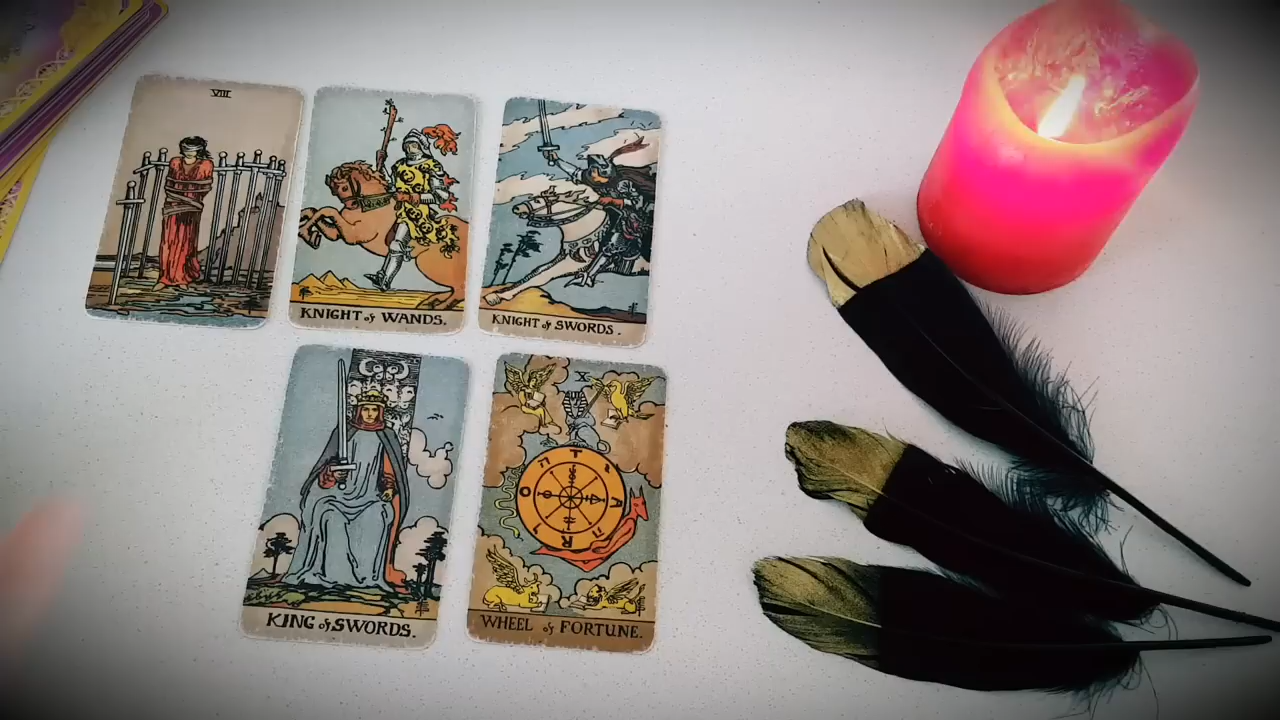 VIII
KNIGHT of WANDS.
KNIGHT of SWORDS.
KING of SWORDS.
X
WHEEL of FORTUNE.